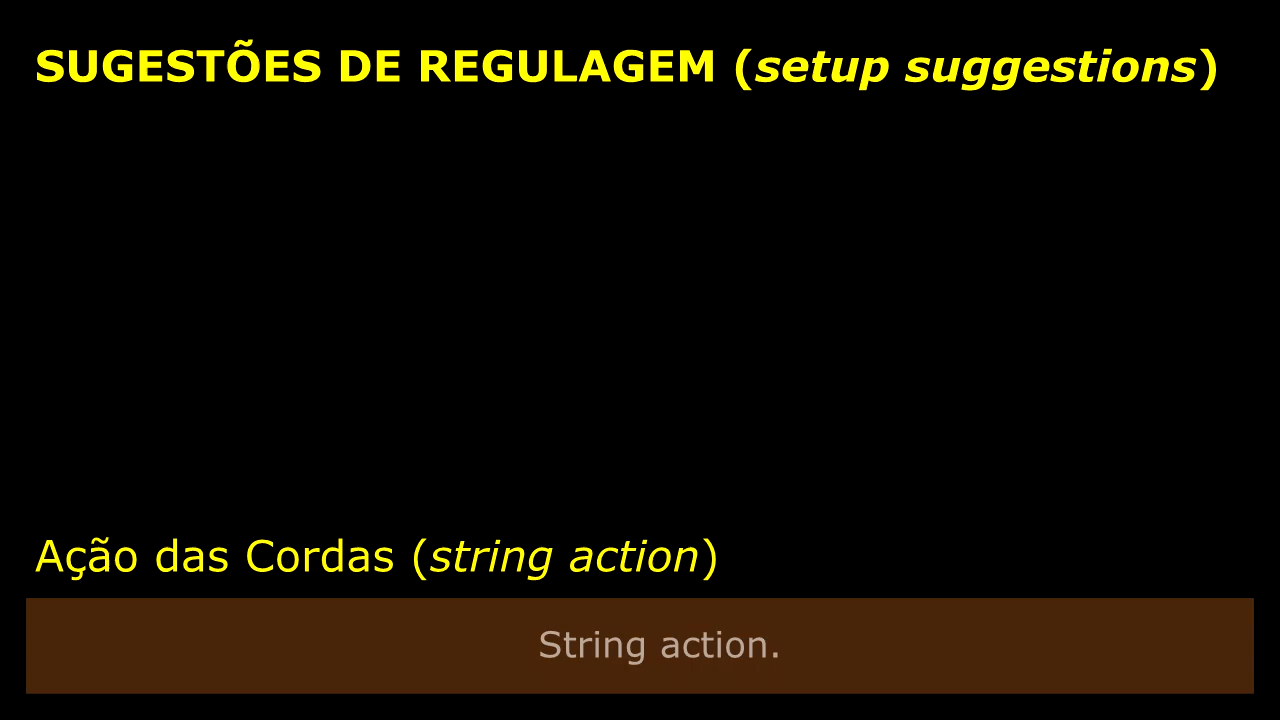 SUGESTÕES DE REGULAGEM (setup suggestions)
Ação das Cordas (string action)
String action.